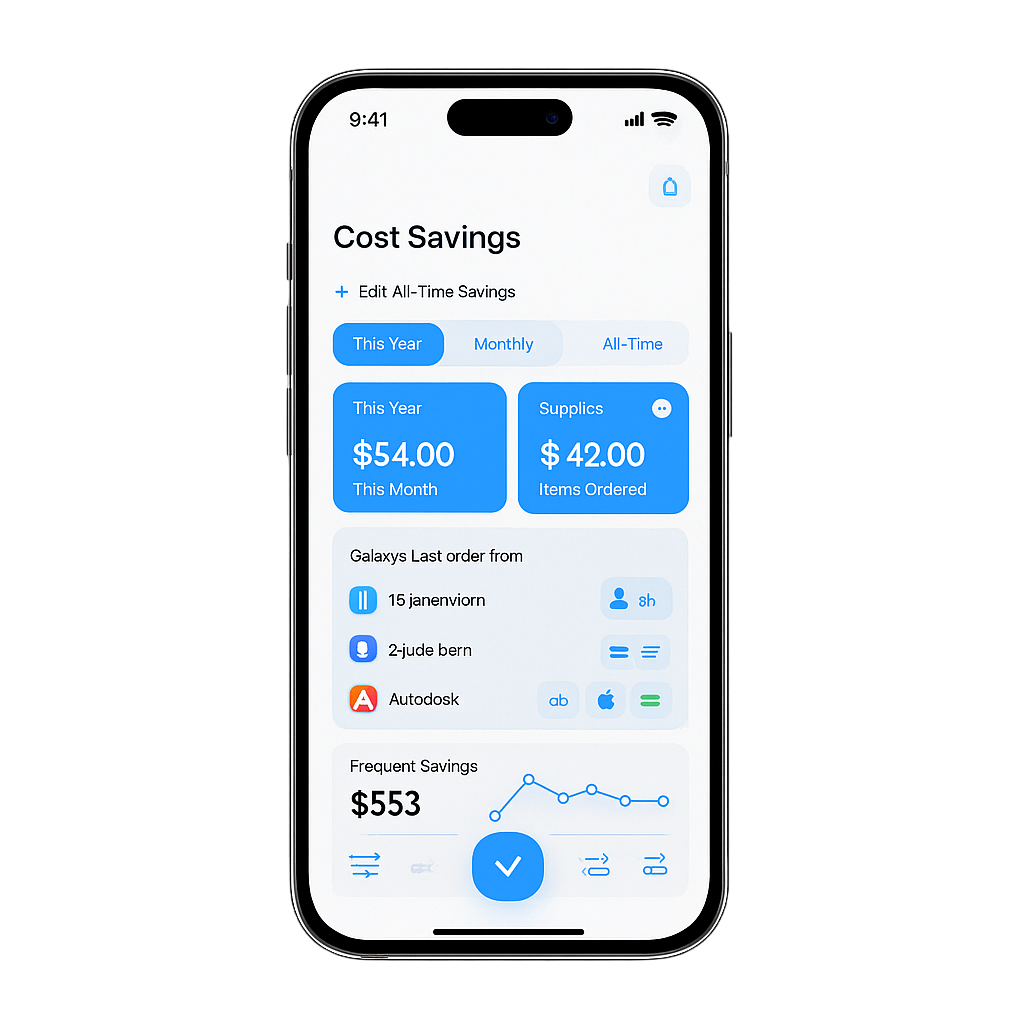 9:41
Cost Savings
+ Edit All-Time Savings
This Year Monthly All-Time
This Year
$54.00
This Month
Supplics
$ 42.00
Items Ordered
Galaxys Last order from
15 janenviorn
8h
2-jude bern
Autodosk
ab
Frequent Savings
$553